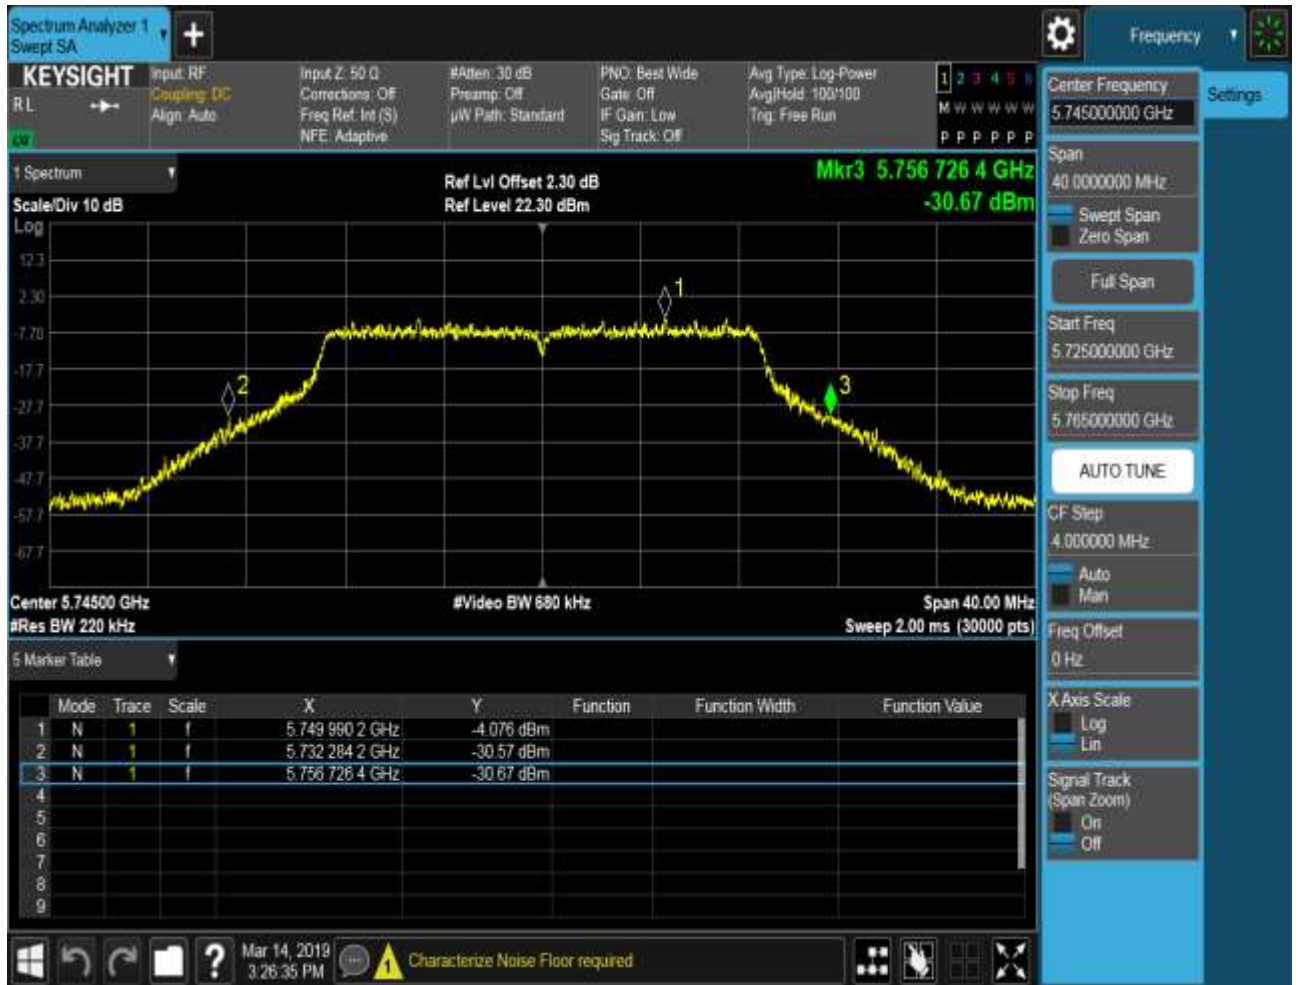 Spectrum Analyzer 1
Swept SA
Frequency
KEYSIGHT
RL
Input: RF
Coupling: DC
Align: Auto
Input Z: 50 Ω
Corrections: Off
Freq Ref: Int (S)
NFE: Adaptive
#Atten: 30 dB
Preamp: Off
µW Path: Standard
PNO: Best Wide
Gate: Off
IF Gain: Low
Sig Track: Off
Avg Type: Log-Power
Avg|Hold: 100/100
Trig: Free Run
1 2 3 4 5 6
M W W W W W
P P P P P P
1 Spectrum
Scale/Div 10 dB
Ref Lvl Offset 2.30 dB
Ref Level 22.30 dBm
Mkr3 5.756 726 4 GHz
-30.67 dBm
Log
12.3
2.30
-7.70
-17.7
-27.7
-37.7
-47.7
-57.7
-67.7
1
2
3
Center 5.74500 GHz
#Res BW 220 kHz
#Video BW 680 kHz
Span 40.00 MHz
Sweep 2.00 ms (30000 pts)
5 Marker Table
Mode Trace Scale X Y Function Function Width Function Value
1 N 1 f 5.749 990 2 GHz -4.076 dBm
2 N 1 f 5.732 284 2 GHz -30.57 dBm
3 N 1 f 5.756 726 4 GHz -30.67 dBm
4
5
6
7
8
9
Mar 14, 2019
3:26:35 PM
?
1
Characterize Noise Floor required
Center Frequency
5.745000000 GHz
Settings
Span
40.0000000 MHz
Swept Span
Zero Span
Full Span
Start Freq
5.725000000 GHz
Stop Freq
5.765000000 GHz
AUTO TUNE
CF Step
4.000000 MHz
Auto
Man
Freq Offset
0 Hz
X Axis Scale
Log
Lin
Signal Track
(Span Zoom)
On
Off